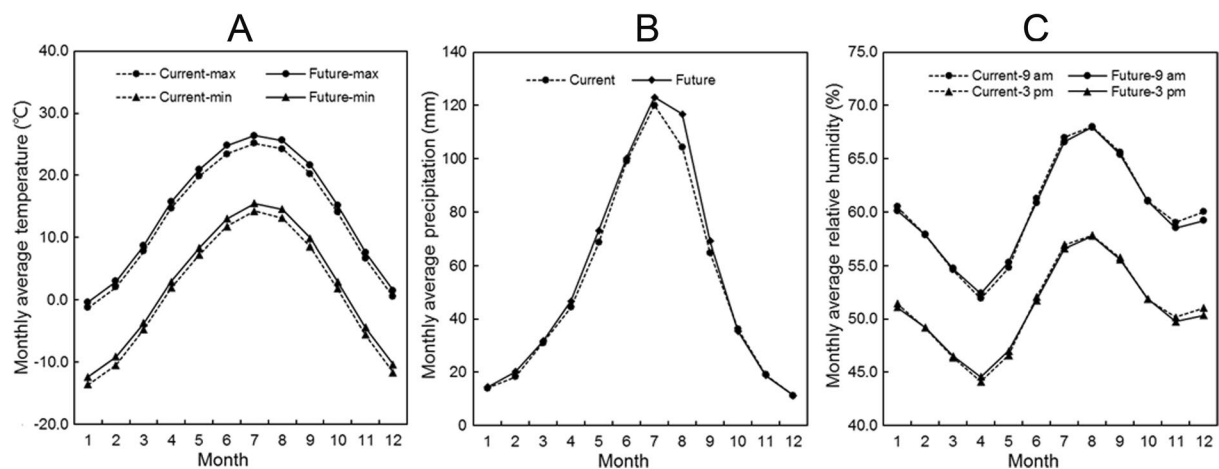 A
Monthly average temperature (℃)
40.0
30.0
20.0
10.0
0.0
-10.0
-20.0
Current-max
Future-max
Current-min
Future-min
1 2 3 4 5 6 7 8 9 10 11 12
Month
B
Monthly average precipitation (mm)
140
120
100
80
60
40
20
0
Current
Future
1 2 3 4 5 6 7 8 9 10 11 12
Month
C
Monthly average relative humidity (%)
75.0
70.0
65.0
60.0
55.0
50.0
45.0
40.0
Current-9 am
Future-9 am
Current-3 pm
Future-3 pm
1 2 3 4 5 6 7 8 9 10 11 12
Month